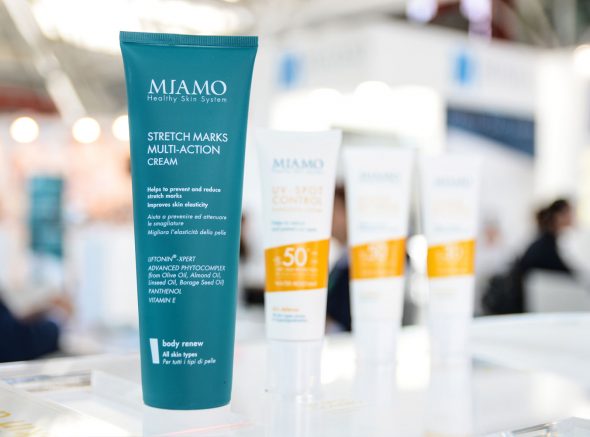 MIAMO
Healthy Skin System
STRETCH MARKS
MULTI-ACTION
CREAM
Helps to prevent and reduce
stretch marks
Improves skin elasticity
Aiuta a prevenire ed attenuare
le smagliature
Migliora l'elasticità della pelle
LIFTONIN®-XPERT
ADVANCED PHYTOCOMPLEX
(from Olive Oil, Almond Oil,
Linseed Oil, Borage Seed Oil)
PANTHENOL
VITAMIN E
body renew
All skin types
Per tutti i tipi di pelle
MIAMO
UV SPOT
CONTROL
50+
MIAMO